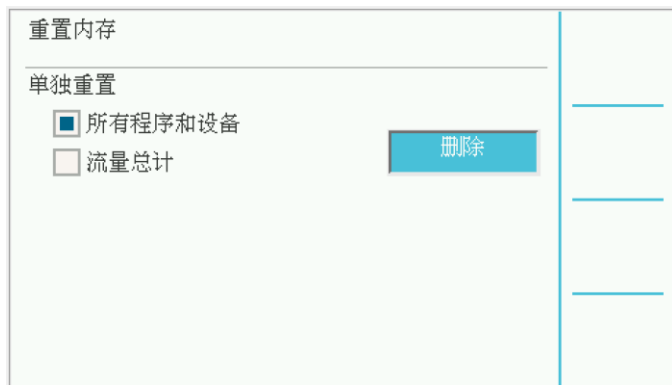 重置内存
单独重置
所有程序和设备
删除
流量总计